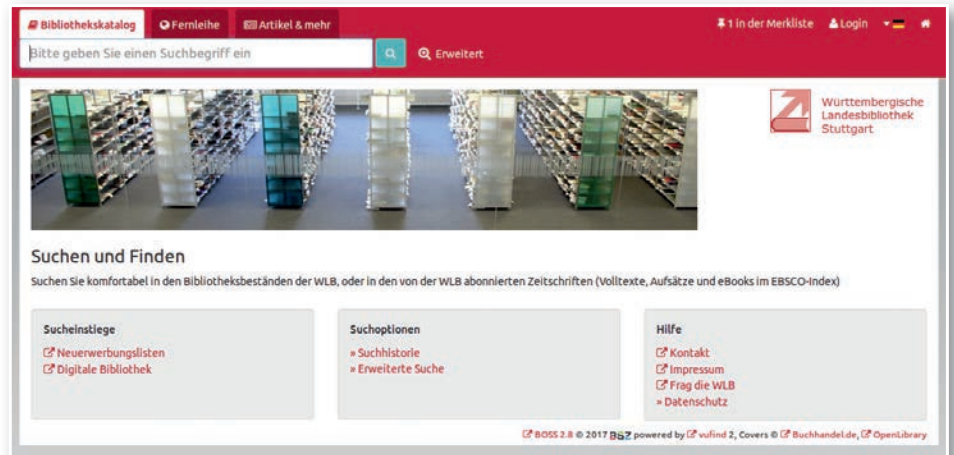 Bibliothekskatalog Fernleihe Artikel & mehr 1 in der Merkliste Login
Bitte geben Sie einen Suchbegriff ein Erweitert
Württembergische
Landesbibliothek
Stuttgart
Suchen und Finden
Suchen Sie komfortabel in den Bibliotheksbeständen der WLB, oder in den von der WLB abonnierten Zeitschriften (Volltexte, Aufsätze und eBooks im EBSCO-Index)
Sucheinstiege
Neuerwerbungslisten
Digitale Bibliothek
Suchoptionen
» Suchhistorie
» Erweiterte Suche
Hilfe
Kontakt
Impressum
Frag die WLB
» Datenschutz
BOSS 2.8 © 2017 BSZ powered by vufind 2, Covers © Buchhandel.de, OpenLibrary